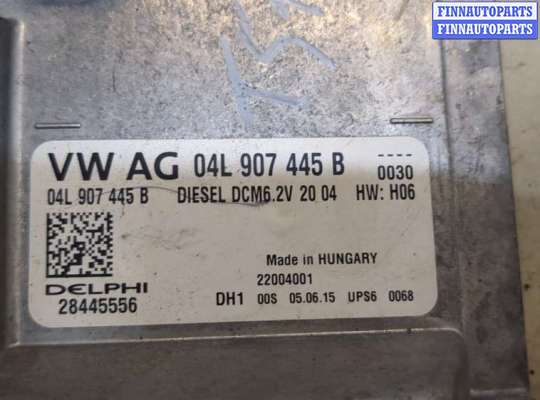 FINNAUTOPARTS
FINNAUTOPARTS
VW AG 04L 907 445 B
0030
04L 907 445 B DIESEL DCM6.2V 20 04 HW: H06
Made in HUNGARY
22004001
DELPHI
28445556
DH1 00S 05.06.15 UPS6 0068